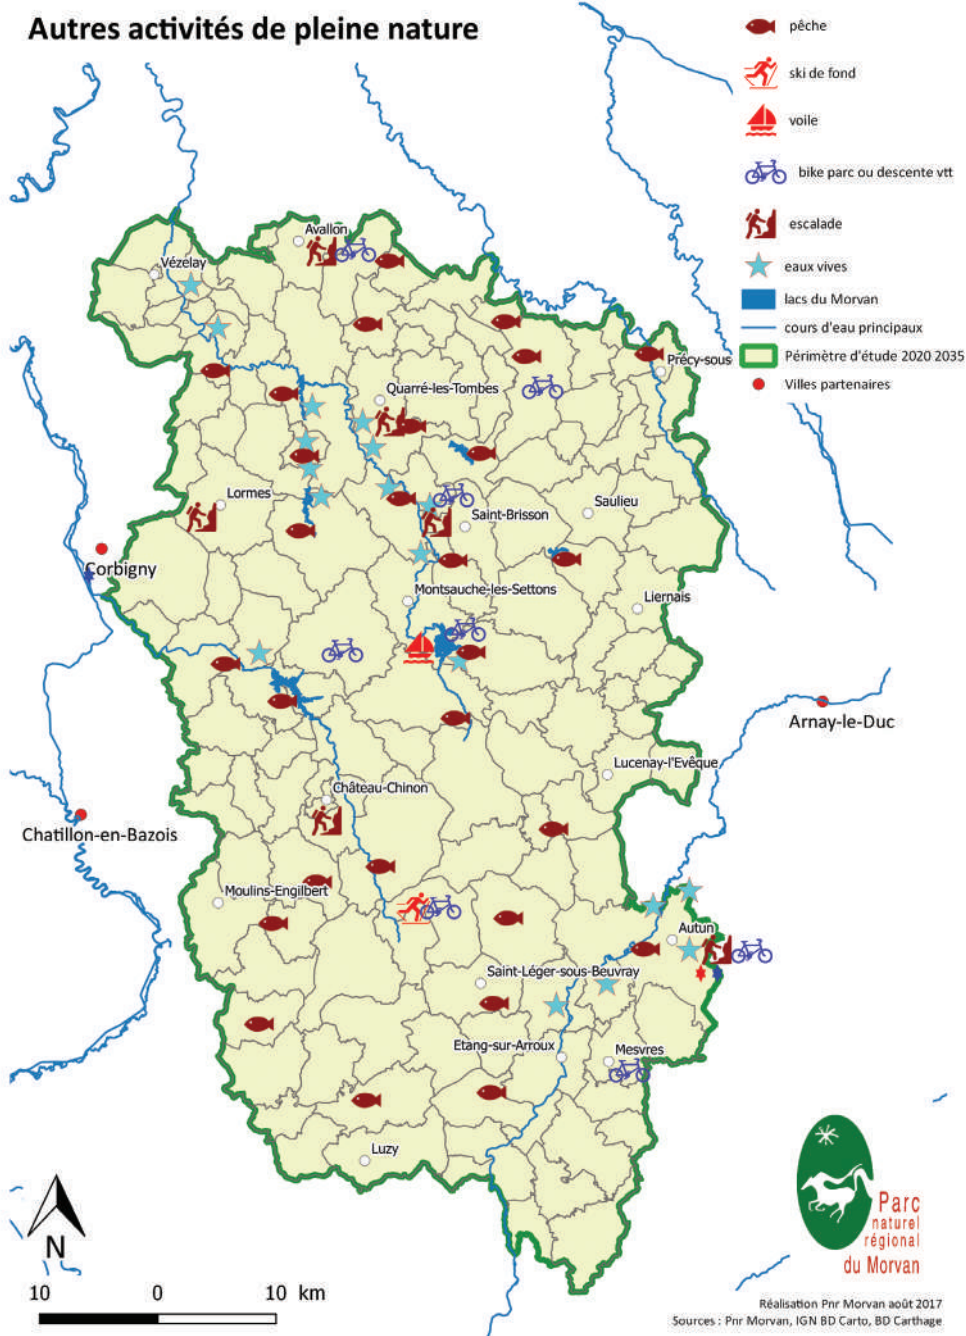 Autres activités de pleine nature
pêche
ski de fond
voile
bike parc ou descente vtt
escalade
eaux vives
lacs du Morvan
cours d'eau principaux
Périmètre d'étude 2020 2035
Villes partenaires
Avallon
Vézelay
Précy-sous
Quarré-les-Tombes
Lormes
Saulieu
Saint-Brisson
Corbigny
Montsauche-les-Settons
Liernais
Arnay-le-Duc
Lucenay-l'Evêque
Château-Chinon
Chatillon-en-Bazois
Moulins-Engilbert
Autun
Saint-Léger-sous-Beuvray
Etang-sur-Arroux
Mesvres
Luzy
N
10 0 10 km
Parc
naturel
régional
du Morvan
Réalisation Pnr Morvan août 2017
Sources : Pnr Morvan, IGN BD Carto, BD Carthage